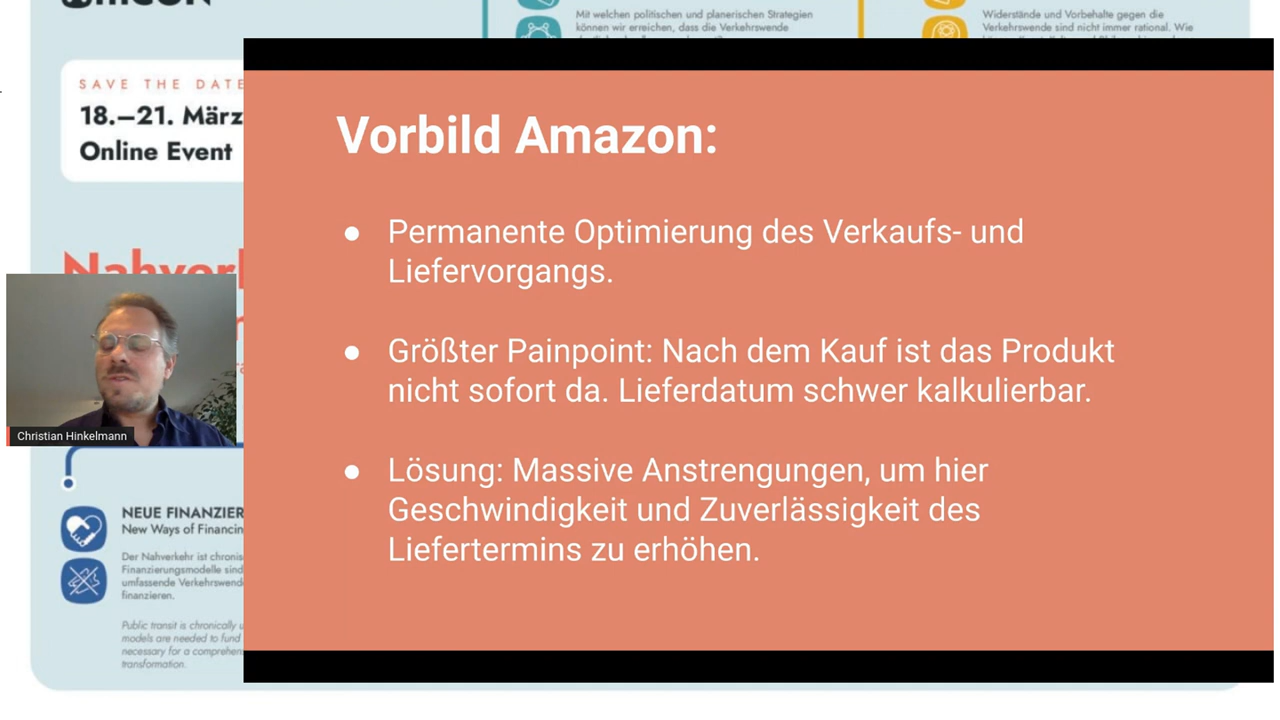 Mit welchen politischen und planerischen Strategien
können wir erreichen, dass die Verkehrswende
Widerstände und Vorbehalte gegen die
Verkehrswende sind nicht immer rational. Wie
SAVE THE DATE
18.–21. März
Online Event
Vorbild Amazon:
● Permanente Optimierung des Verkaufs- und
Liefervorgangs.
● Größter Painpoint: Nach dem Kauf ist das Produkt
nicht sofort da. Lieferdatum schwer kalkulierbar.
● Lösung: Massive Anstrengungen, um hier
Geschwindigkeit und Zuverlässigkeit des
Liefertermins zu erhöhen.
Christian Hinkelmann
NEUE FINANZIER
New Ways of Financin
Der Nahverkehr ist chronis
Finanzierungsmodelle sind
umfassende Verkehrswend
finanzieren.
Public transit is chronically u
models are needed to fund
necessary for a comprehen
transformation.